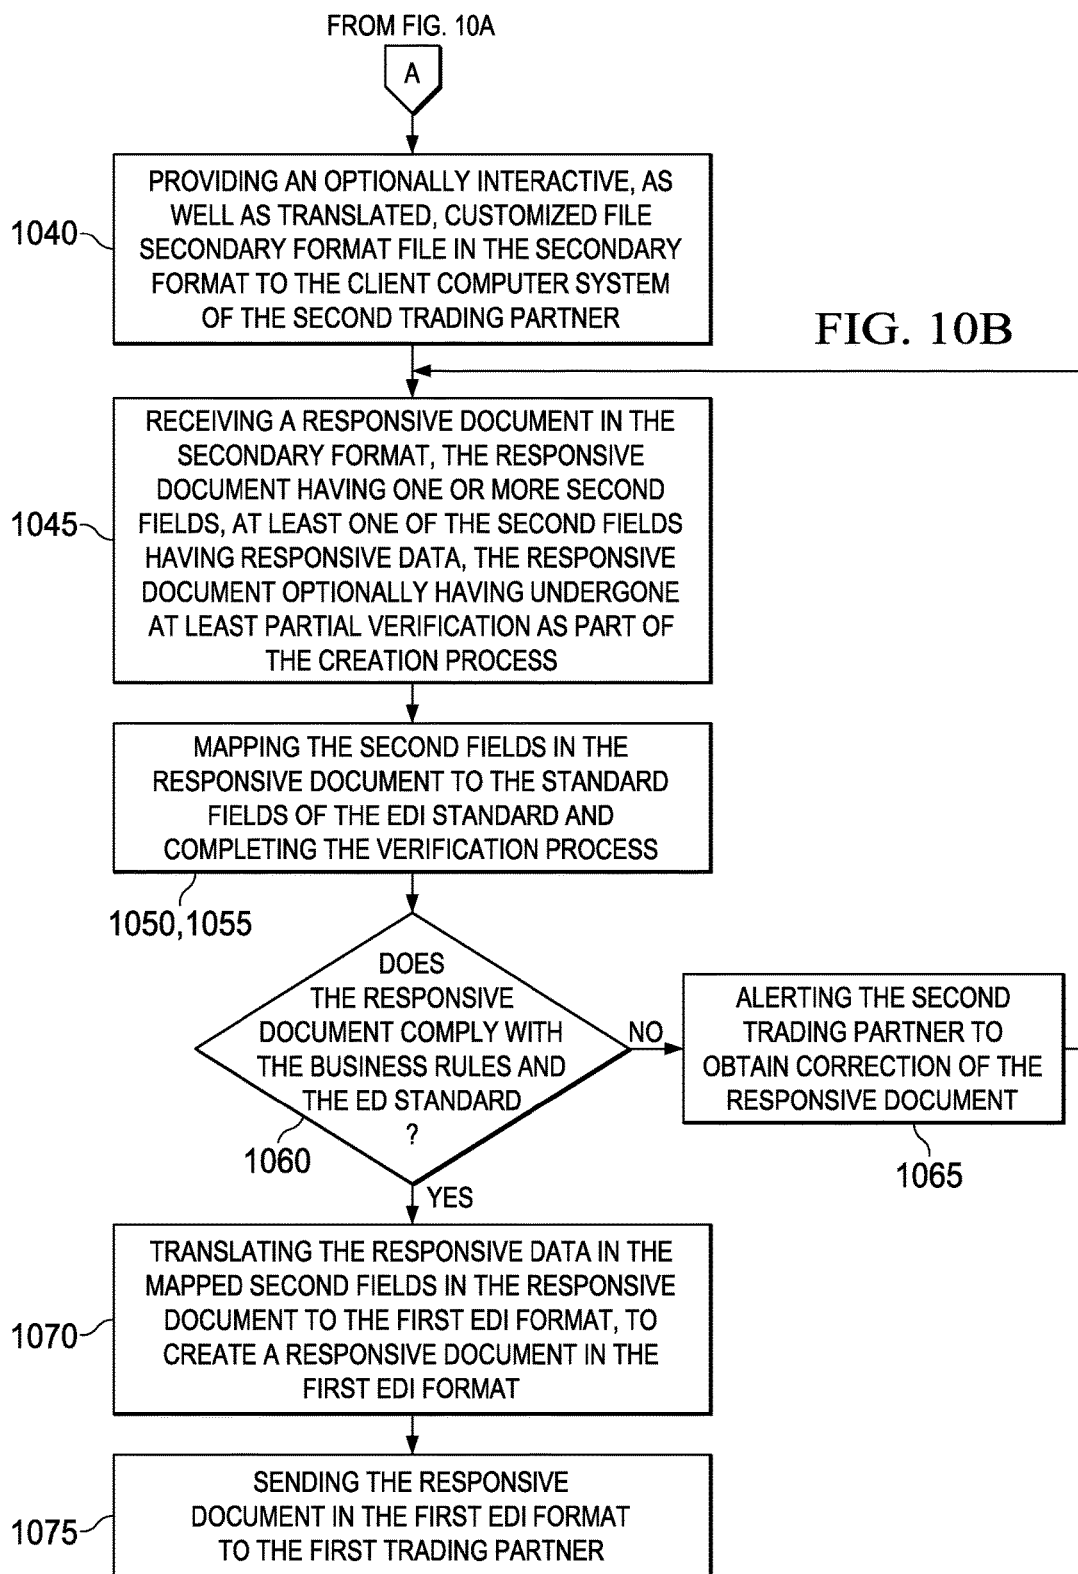 FROM FIG. 10A
A
PROVIDING AN OPTIONALLY INTERACTIVE, AS
WELL AS TRANSLATED, CUSTOMIZED FILE
SECONDARY FORMAT FILE IN THE SECONDARY
FORMAT TO THE CLIENT COMPUTER SYSTEM
OF THE SECOND TRADING PARTNER
1040
FIG. 10B
RECEIVING A RESPONSIVE DOCUMENT IN THE
SECONDARY FORMAT, THE RESPONSIVE
DOCUMENT HAVING ONE OR MORE SECOND
FIELDS, AT LEAST ONE OF THE SECOND FIELDS
HAVING RESPONSIVE DATA, THE RESPONSIVE
DOCUMENT OPTIONALLY HAVING UNDERGONE
AT LEAST PARTIAL VERIFICATION AS PART OF
THE CREATION PROCESS
1045
MAPPING THE SECOND FIELDS IN THE
RESPONSIVE DOCUMENT TO THE STANDARD
FIELDS OF THE EDI STANDARD AND
COMPLETING THE VERIFICATION PROCESS
1050,1055
DOES
THE RESPONSIVE
DOCUMENT COMPLY WITH
THE BUSINESS RULES AND
THE ED STANDARD
?
1060
NO
ALERTING THE SECOND
TRADING PARTNER TO
OBTAIN CORRECTION OF THE
RESPONSIVE DOCUMENT
1065
YES
TRANSLATING THE RESPONSIVE DATA IN THE
MAPPED SECOND FIELDS IN THE RESPONSIVE
DOCUMENT TO THE FIRST EDI FORMAT, TO
CREATE A RESPONSIVE DOCUMENT IN THE
FIRST EDI FORMAT
1070
SENDING THE RESPONSIVE
DOCUMENT IN THE FIRST EDI FORMAT
TO THE FIRST TRADING PARTNER
1075